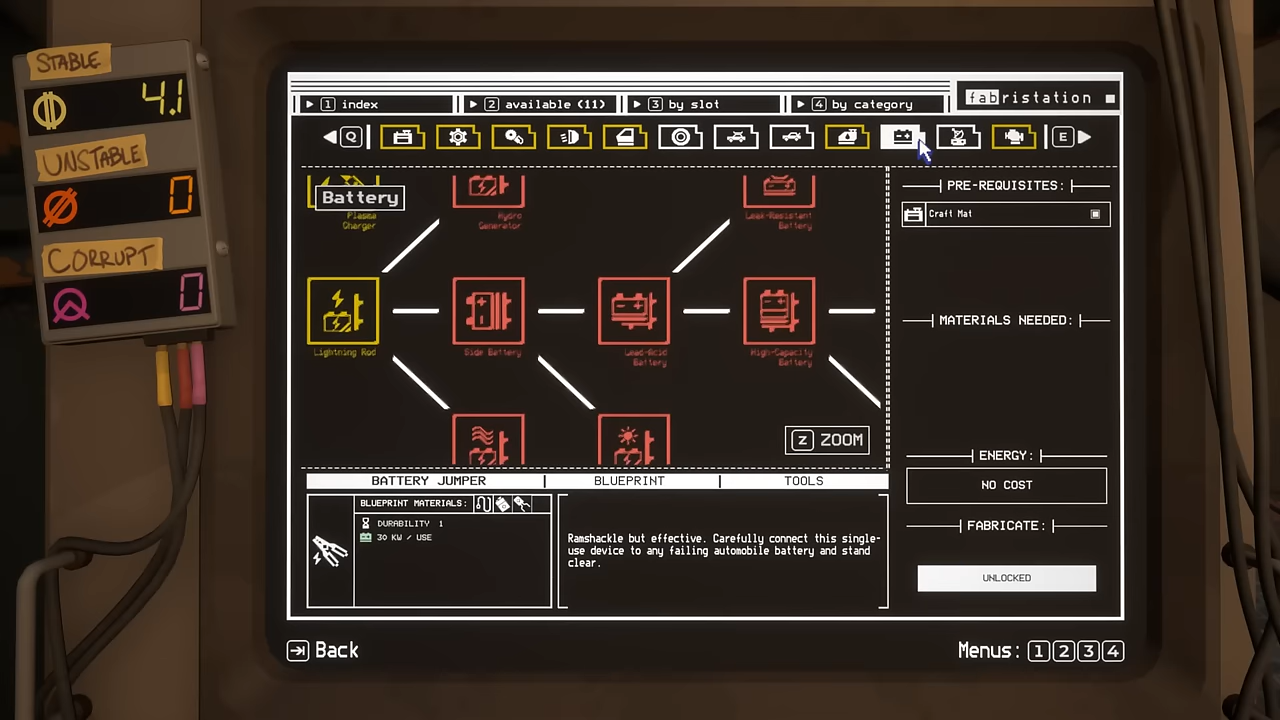 STABLE
4.1
UNSTABLE
0
CORRUPT
0
1 index
2 available (11)
3 by slot
4 by category
fabristation
Q
E
Battery
Plasma Charger
Hydro Generator
Leak-Resistant Battery
Lightning Rod
Side Battery
Lead-Acid Battery
High-Capacity Battery
Z ZOOM
PRE-REQUISITES:
Craft Mat
MATERIALS NEEDED:
ENERGY:
NO COST
FABRICATE:
UNLOCKED
BATTERY JUMPER
BLUEPRINT
TOOLS
BLUEPRINT MATERIALS:
DURABILITY 1
30 KW / USE
Ramshackle but effective. Carefully connect this single-
use device to any failing automobile battery and stand
clear.
Back
Menus: 1 2 3 4